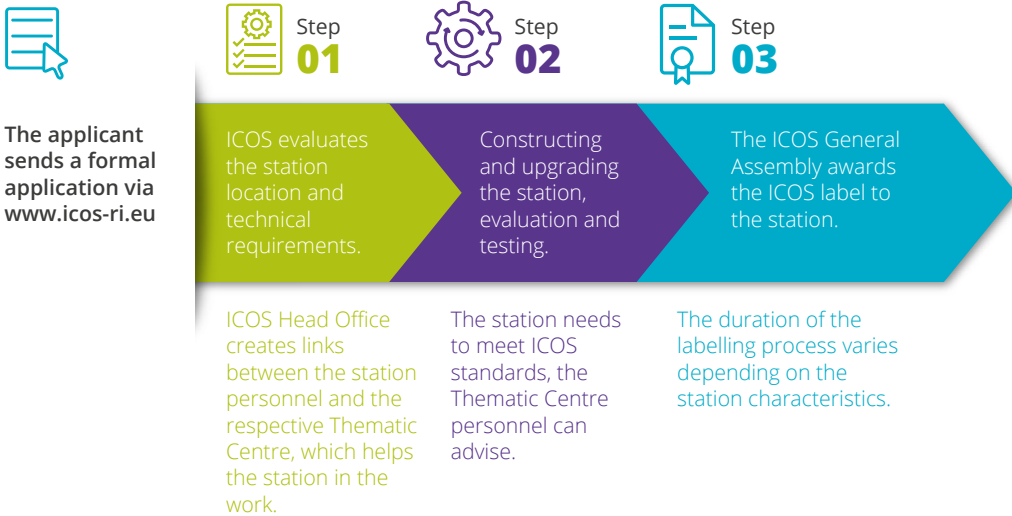 The applicant
sends a formal
application via
www.icos-ri.eu
Step
01
ICOS evaluates
the station
location and
technical
requirements.
ICOS Head Office
creates links
between the station
personnel and the
respective Thematic
Centre, which helps
the station in the
work.
Step
02
Constructing
and upgrading
the station,
evaluation and
testing.
The station needs
to meet ICOS
standards, the
Thematic Centre
personnel can
advise.
Step
03
The ICOS General
Assembly awards
the ICOS label to
the station.
The duration of the
labelling process varies
depending on the
station characteristics.